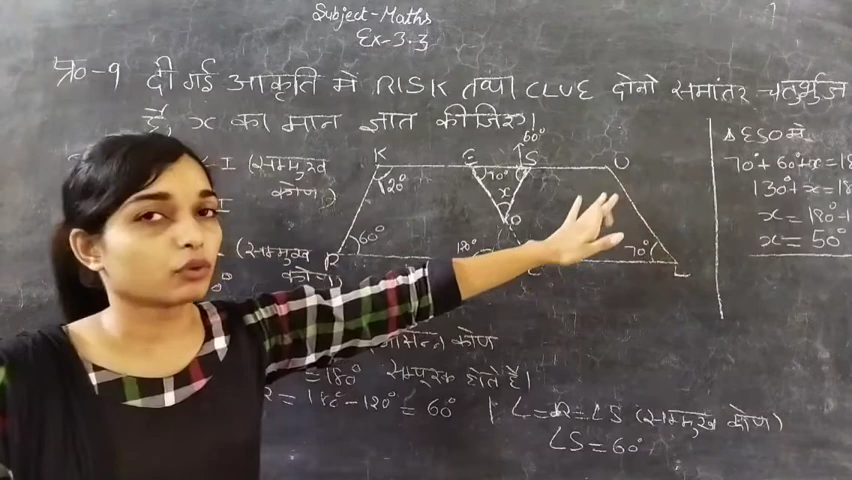 Subject-Maths
Ex-3.3
प्र०-9 दी गई आकृति में RISK तथा CLUE दोनो समांतर चतुर्भुज
है, x का मान ज्ञात कीजिए।
I (सम्मुख
कोण)
I
(सम्मुख
कोण)
K E S 60° U
120° 70° x O
R 60° 120° C 70° L
∆ESO में
70°+60°+x=18
130°+x=18
x=180-1
x=50°
कोण
=180° सम्पूरक होते हैं।
R=180°-120°=60°
∠R=∠S (सम्मुख कोण)
∠S=60°